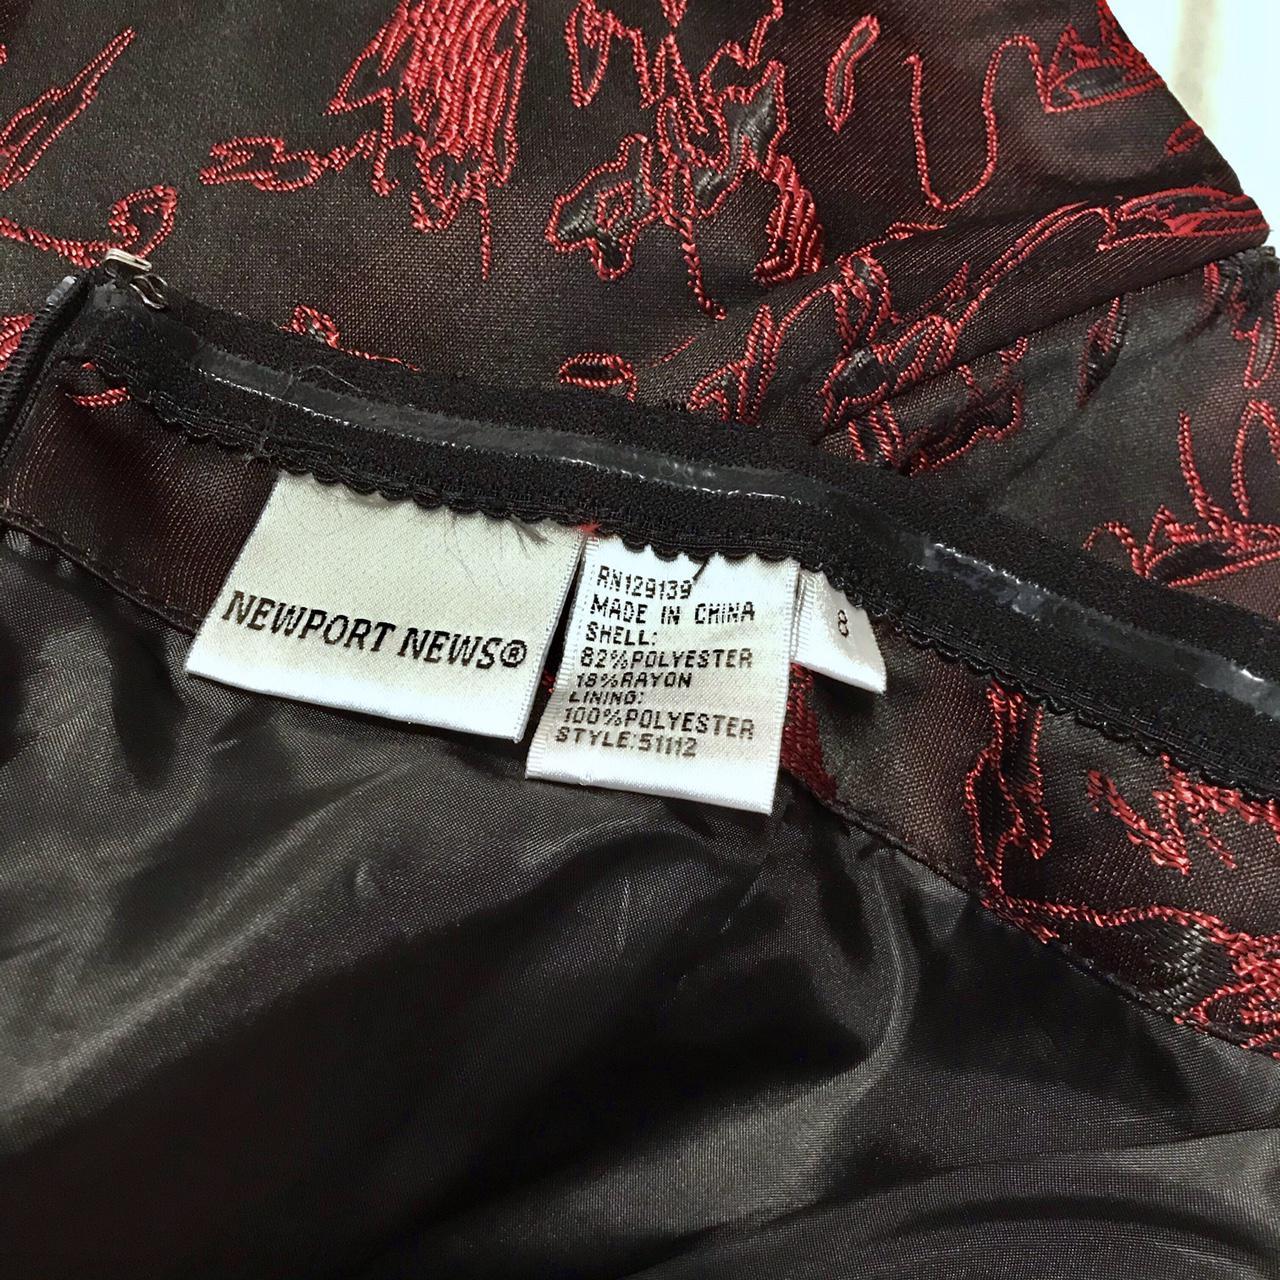 NEWPORT NEWS®
RN129139
MADE IN CHINA
SHELL:
82%POLYESTER
18%RAYON
LINING:
100%POLYESTER
STYLE:51112
8